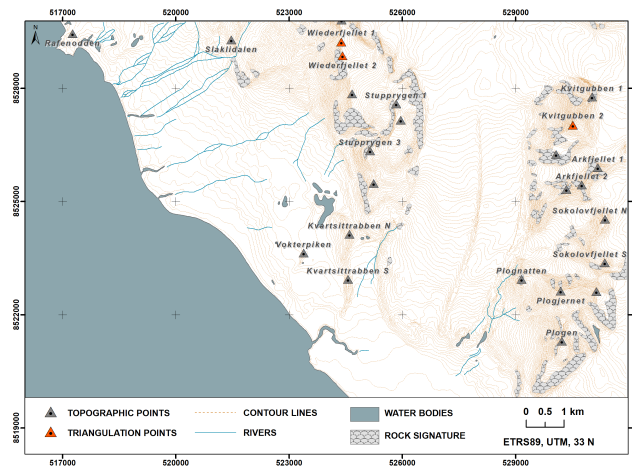 517000 520000 523000 526000 529000
N
Rafenodden
Slåklidalen
Wiederfjellet 1
Wiederfjellet 2
8528000
Stupprygen 1
Kvitgubben 1
Kvitgubben 2
Stupprygen 3
Arkfjellet 1
Arkfjellet 2
8525000
Sokolovfjellet N
Kvartsittrabben N
Vokterpiken
Sokolovfjellet S
Kvartsittrabben S
Plognatten
Plogjernet
8522000
Plogen
TOPOGRAPHIC POINTS
CONTOUR LINES
WATER BODIES
0 0.5 1 km
TRIANGULATION POINTS
RIVERS
ROCK SIGNATURE
ETRS89, UTM, 33 N
8519000
517000 520000 523000 526000 529000